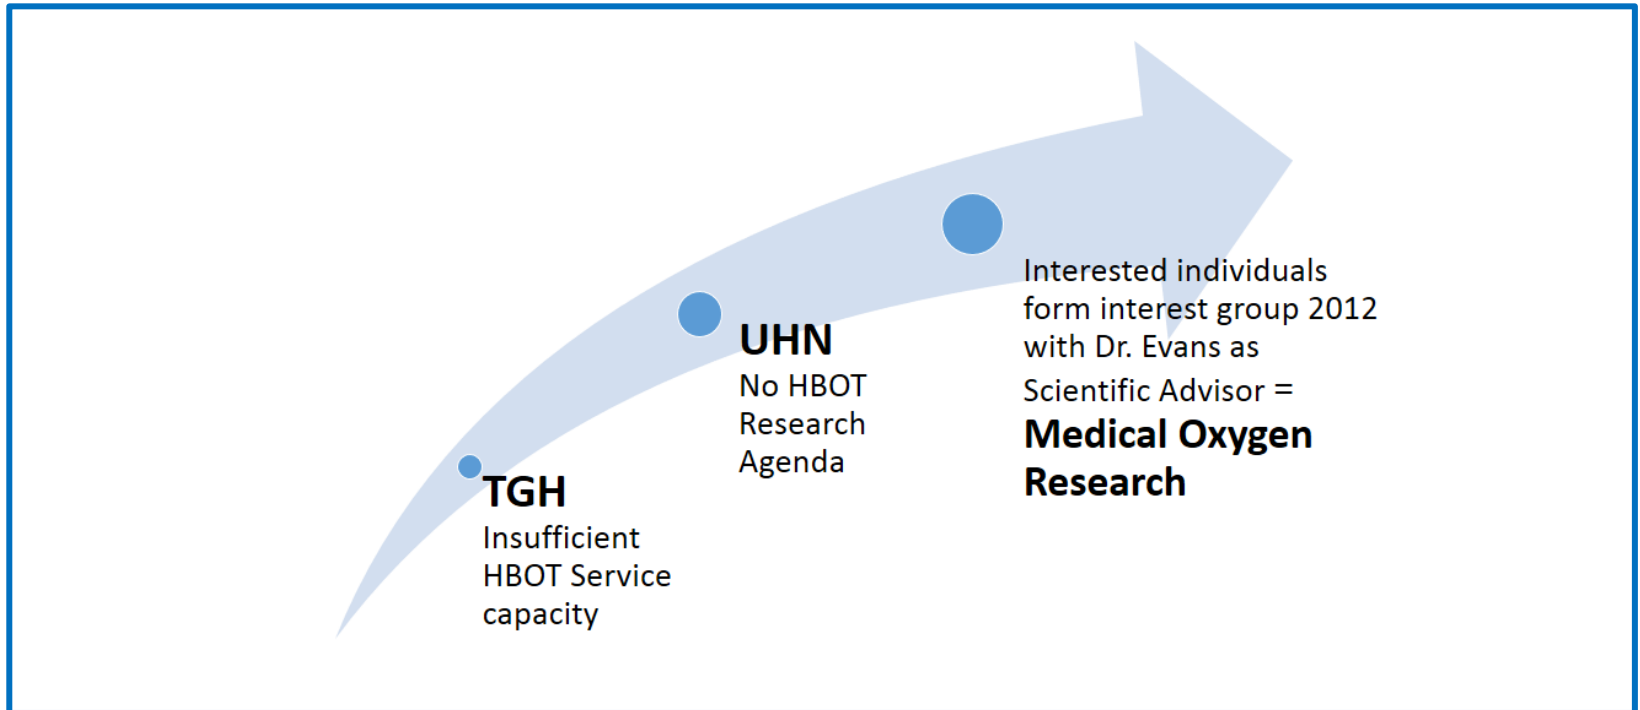 TGH
Insufficient
HBOT Service
capacity
UHN
No HBOT
Research
Agenda
Interested individuals
form interest group 2012
with Dr. Evans as
Scientific Advisor =
Medical Oxygen
Research